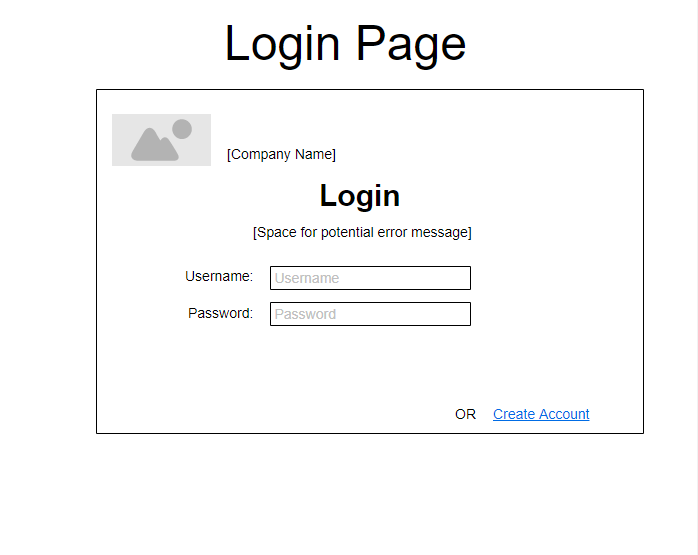 Login Page
[Company Name]
Login
[Space for potential error message]
Username: Username
Password: Password
OR Create Account